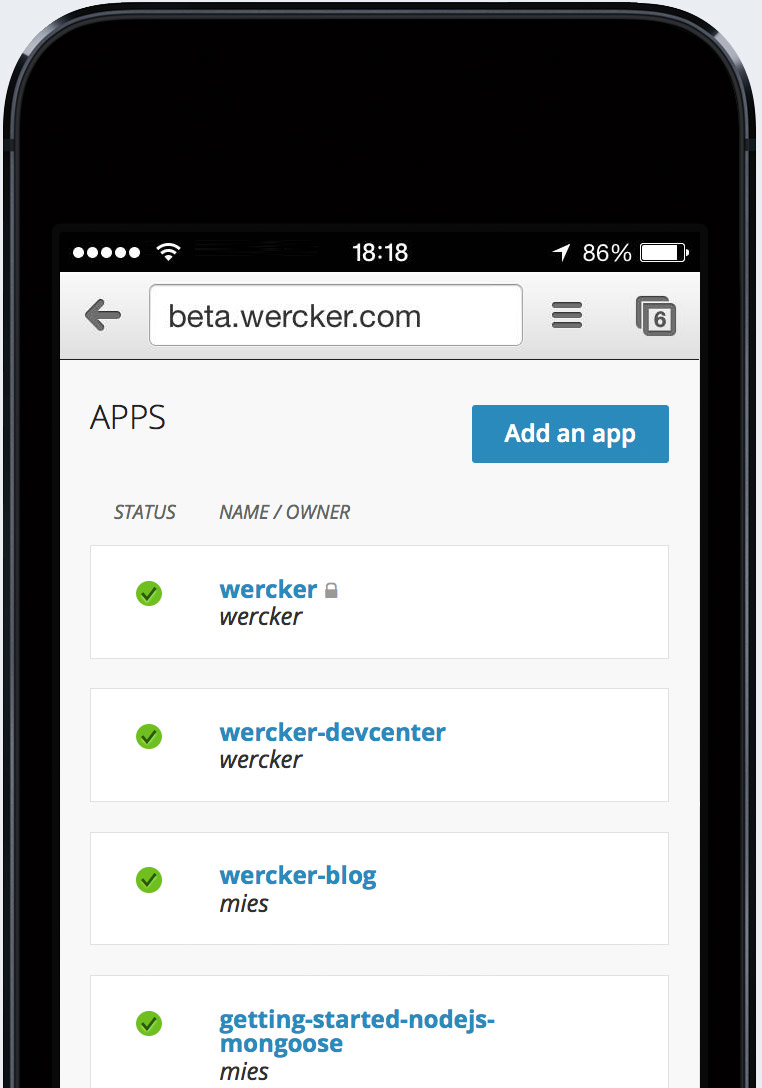 18:18 86%
beta.wercker.com 6
APPS
Add an app
STATUS NAME / OWNER
wercker
wercker
wercker-devcenter
wercker
wercker-blog
mies
getting-started-nodejs-
mongoose
mies